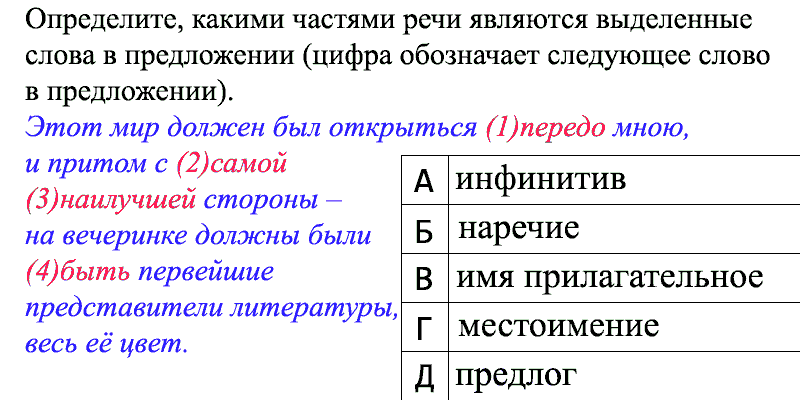 Определите, какими частями речи являются выделенные
слова в предложении (цифра обозначает следующее слово
в предложении).
Этот мир должен был открыться (1)передо мною,
и притом с (2)самой
(3)наилучшей стороны –
на вечеринке должны были
(4)быть первейшие
представители литературы,
весь её цвет.
А инфинитив
Б наречие
В имя прилагательное
Г местоимение
Д предлог